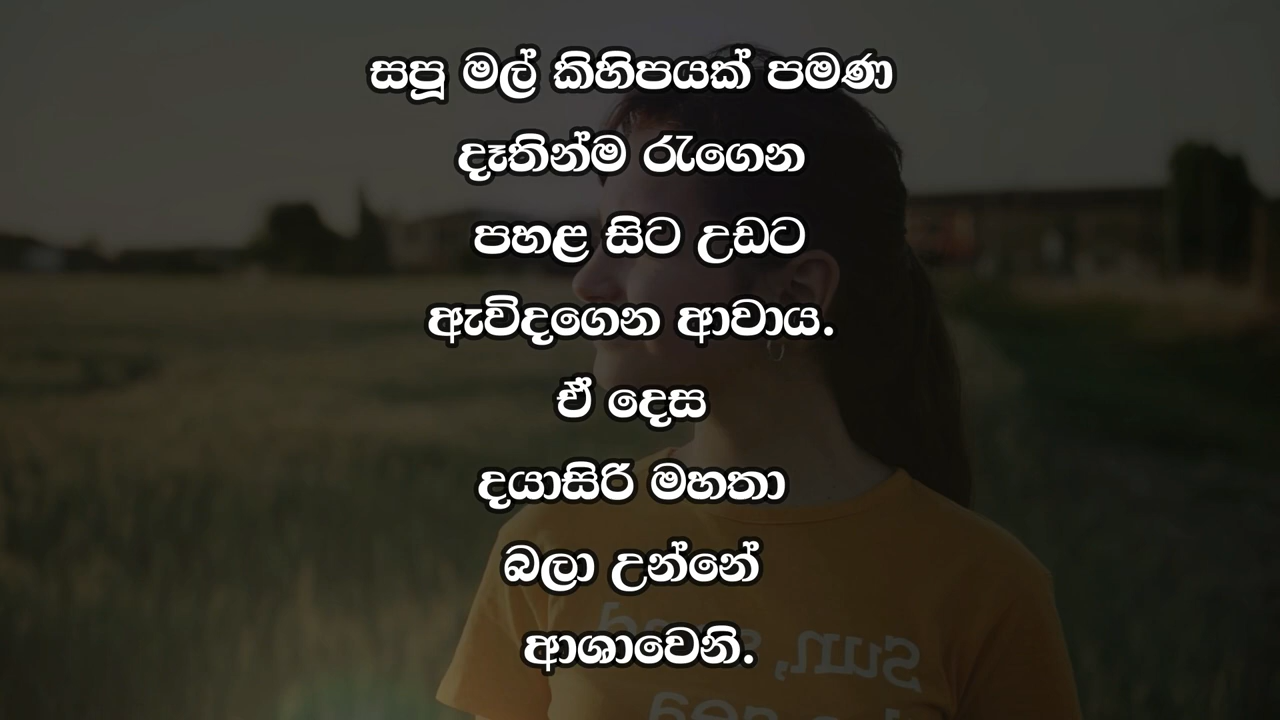 සපූ මල් කිහිපයක් පමණ
දෑතින්ම රැගෙන
පහළ සිට උඩට
ඇවිදගෙන ආවාය.
ඒ දෙස
දයාසිරි මහතා
බලා උන්නේ
ආශාවෙනි.